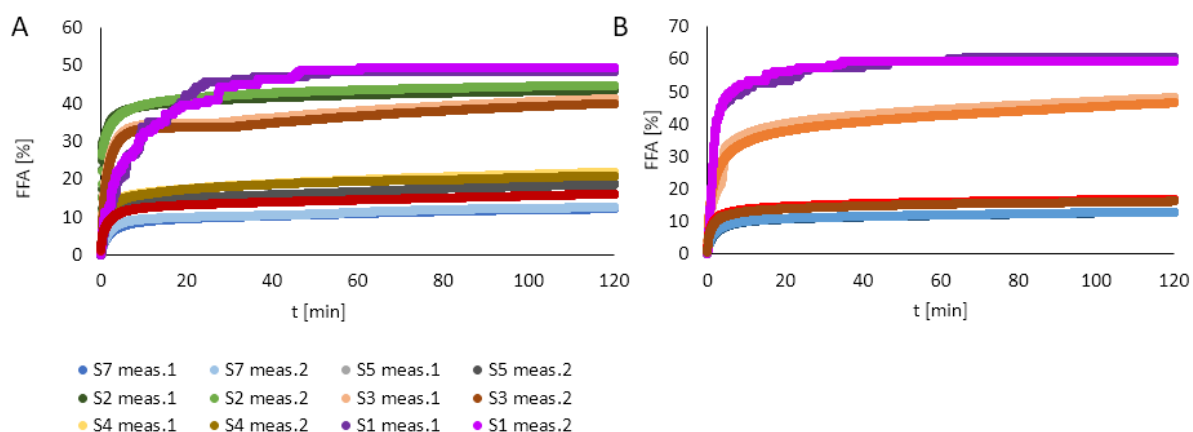 A
B
FFA [%]
60
50
40
30
20
10
0
0 20 40 60 80 100 120
t [min]
FFA [%]
70
60
50
40
30
20
10
0
0 20 40 60 80 100 120
t [min]
S7 meas.1 S7 meas.2 S5 meas.1 S5 meas.2
S2 meas.1 S2 meas.2 S3 meas.1 S3 meas.2
S4 meas.1 S4 meas.2 S1 meas.1 S1 meas.2